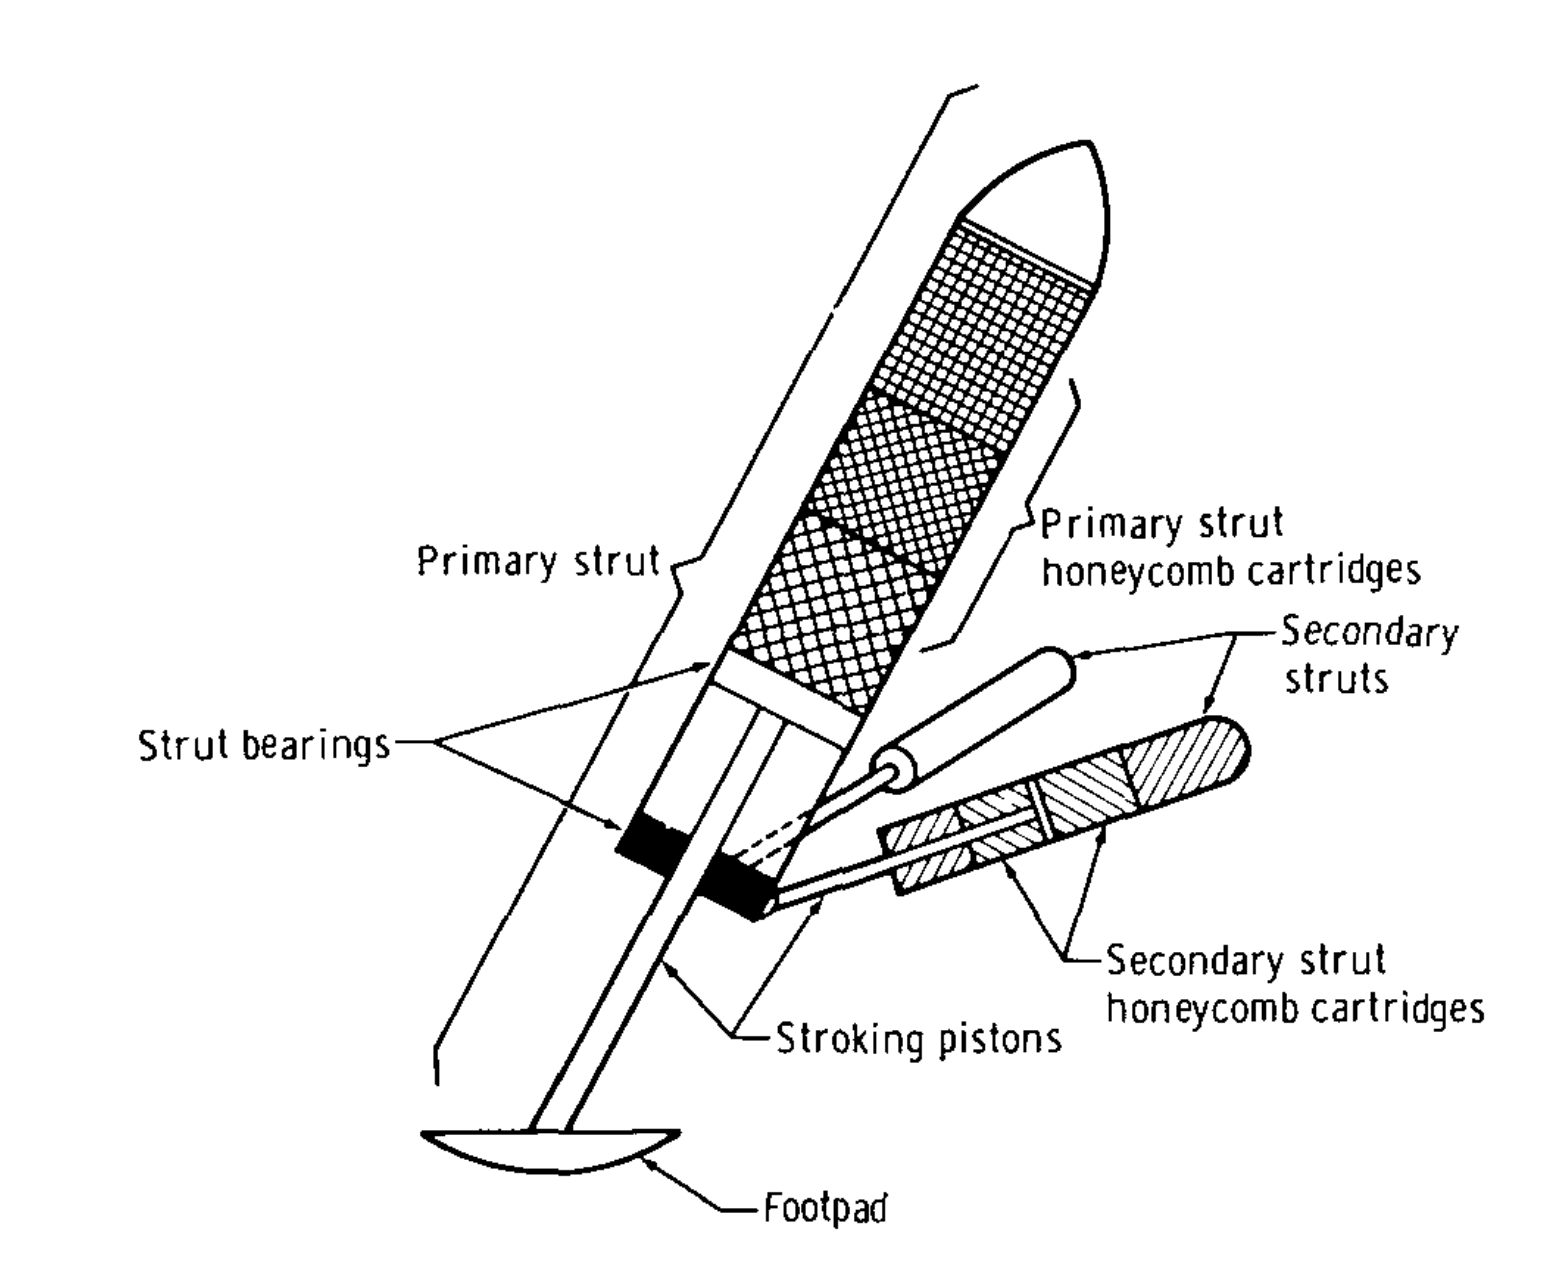 Primary strut
Primary strut
honeycomb cartridges
Secondary
struts
Strut bearings
Secondary strut
honeycomb cartridges
Stroking pistons
Footpad